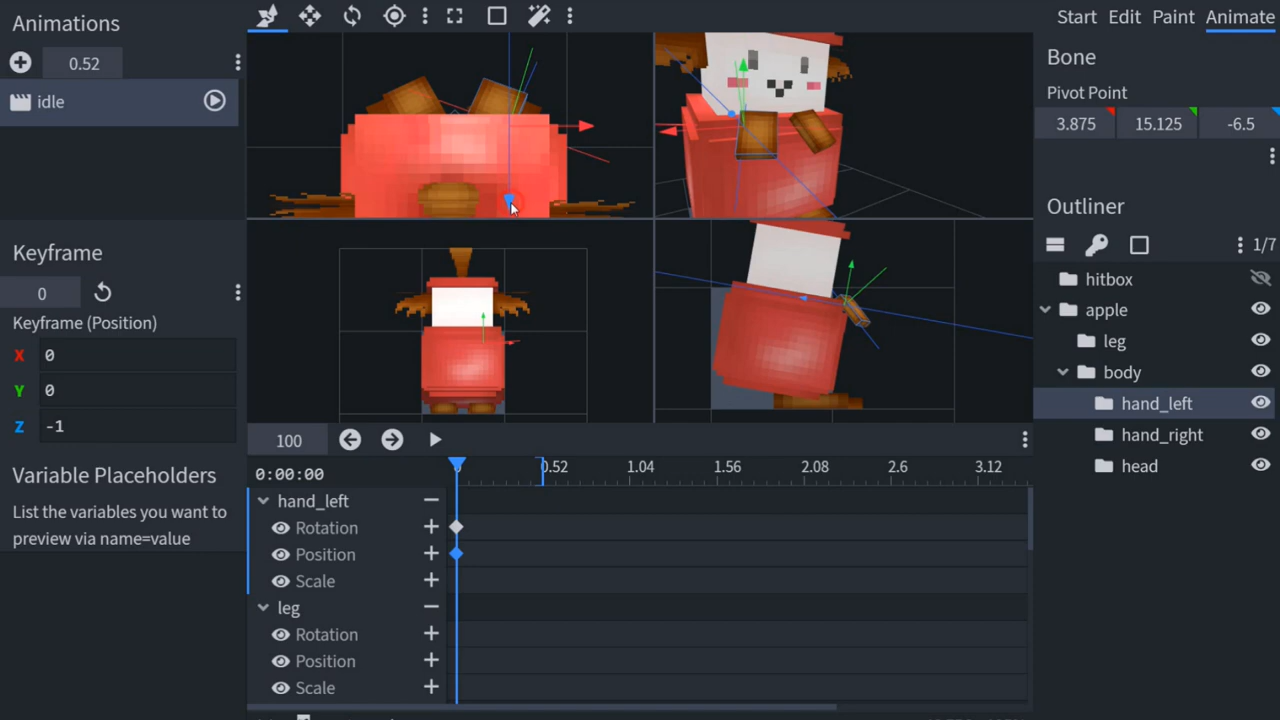 Animations
Start Edit Paint Animate
0.52
idle
Bone
Pivot Point
3.875 15.125 -6.5
Outliner
1/7
hitbox
apple
leg
body
hand_left
hand_right
head
Keyframe
0
Keyframe (Position)
X 0
Y 0
Z -1
Variable Placeholders
List the variables you want to
preview via name=value
100
0:00:00
0.52 1.04 1.56 2.08 2.6 3.12
hand_left
Rotation
Position
Scale
leg
Rotation
Position
Scale